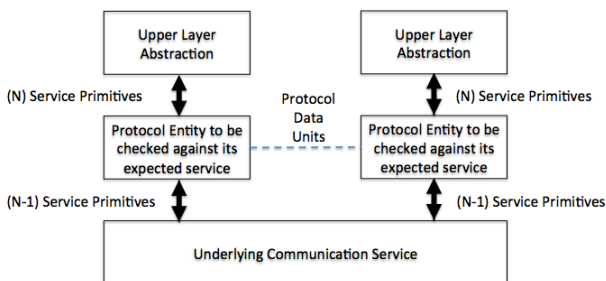 Upper Layer
Abstraction
Upper Layer
Abstraction
(N) Service Primitives
(N) Service Primitives
Protocol
Data
Units
Protocol Entity to be
checked against its
expected service
Protocol Entity to be
checked against its
expected service
(N-1) Service Primitives
(N-1) Service Primitives
Underlying Communication Service